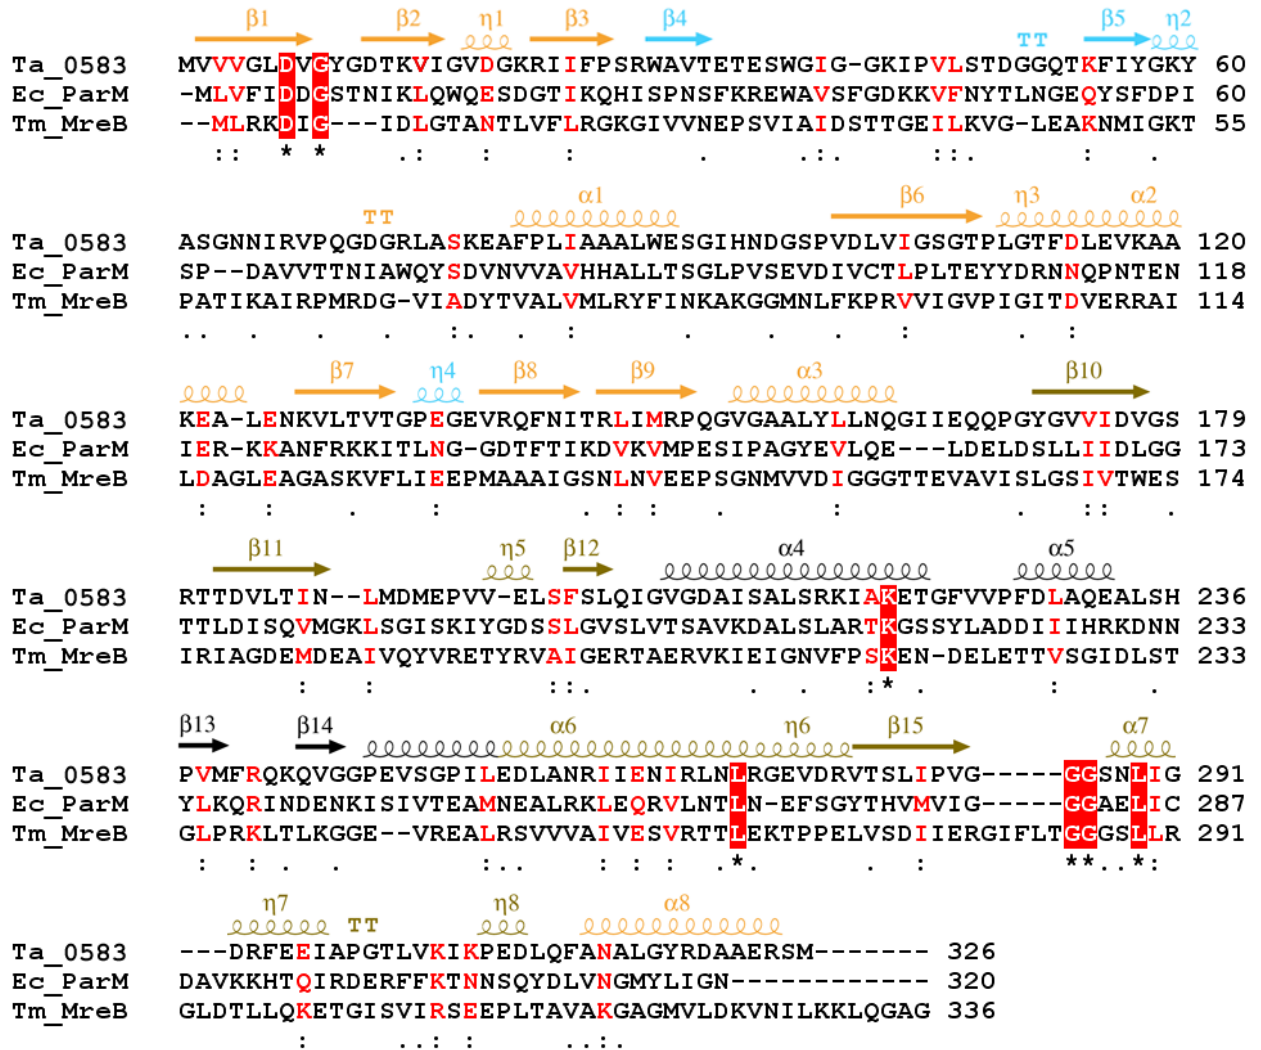 β1 β2 η1 β3 β4 TT β5 η2
Ta_0583 MVVVGLDVGYGDTKVIGVDGKRIIFPSRWAVTETESWGIG-GKIPVLSTDGGQTKFIYGKY 60
Ec_ParM -MLVFIDDGSTNIKLQWQESDGTIKQHISPNSFKREWAVSFGDKKVFNYTLNGEQYSFDPI 60
Tm_MreB --MLRKDIG---IDLGTANTLVFLRGKGIVVNEPSVIAIDSTTGEILKVG-LEAKNMIGKT 55
:: * * .: : : . .:. ::. : .
TT α1 β6 η3 α2
Ta_0583 ASGNNIRVPQGDGRLASKEAFPLIAAALWESGIHNDGSPVDLVIGSGTPLGTFDLEVKAA 120
Ec_ParM SP--DAVVTTNIAWQYSDVNVVAVHHALLTSGLPVSEVDIVCTLPLTEYYDRNNQPNTEN 118
Tm_MreB PATIKAIRPMRDG-VIADYTVALVMLRYFINKAKGGMNLFKPRVVIGVPIGITDVERRAI 114
.. . . :. . : . . . : . :
β7 η4 β8 β9 α3 β10
Ta_0583 KEA-LENKVLTVTGPEGEVRQFNITRLIMRPQGVGAALYLLNQGIIEQQPGYGVVIDVGS 179
Ec_ParM IER-KKANFRKKITLNG-GDTFTIKDVKVMPESIPAGYEVLQE---LDELDSLLIIDLGG 173
Tm_MreB LDAGLEAGASKVFLIEEPMAAAIGSNLNVEEPSGNMVVDIGGGTTEVAVISLGSIVTWES 174
: : . : . : : . : . :: .
β11 η5 β12 α4 α5
Ta_0583 RTTDVLTIN--LMDMEPVV-ELSFSLQIGVGDAISALSRKIAKETGFVVPFDLAQEALSH 236
Ec_ParM TTLDISQVMGKLSGISKIYGDSSLGVSLVTSAVKDALSLARTKGSSYLADDIIIHRKDNN 233
Tm_MreB IRIAGDEMDEAIVQYVRETYRVAIGERTAERVKIEIGNVFPSKEN-DELETTVSGIDLST 233
: : ::. . . :* . : .
β13 β14 α6 η6 β15 α7
Ta_0583 PVMFRQKQVGGPEVSGPILEDLANRIIENIRLNLRGEVDRVTSLIPVG-----GGSNLIG 291
Ec_ParM YLKQRINDENKISIVTEAMNEALRKLEQRVLNTLN-EFSGYTHVMVIG-----GGAELIC 287
Tm_MreB GLPRKLTLKGGE--VREALRSVVVAIVESVRTTLEKTPPELVSDIIERGIFLTGGGSLLR 291
: : . . :.. : : : *. . : **..*:
η7 TT η8 α8
Ta_0583 ---DRFEEIAPGTLVKIKPEDLQFANALGYRDAAERSM------- 326
Ec_ParM DAVKKHTQIRDERFFKTNNSQYDLVNGMYLIGN------------ 320
Tm_MreB GLDTLLQKETGISVIRSEEPLTAVAKGAGMVLDKVNILKKLQGAG 336
: ..: : ..:.